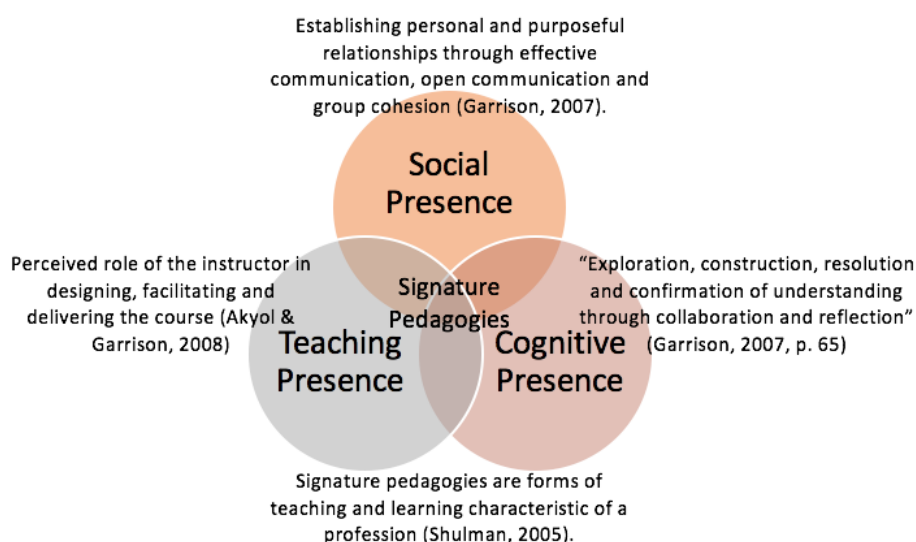 Establishing personal and purposeful
relationships through effective
communication, open communication and
group cohesion (Garrison, 2007).
Social
Presence
Perceived role of the instructor in
designing, facilitating and
delivering the course (Akyol &
Garrison, 2008)
Signature
Pedagogies
“Exploration, construction, resolution
and confirmation of understanding
through collaboration and reflection”
(Garrison, 2007, p. 65)
Teaching
Presence
Cognitive
Presence
Signature pedagogies are forms of
teaching and learning characteristic of a
profession (Shulman, 2005).